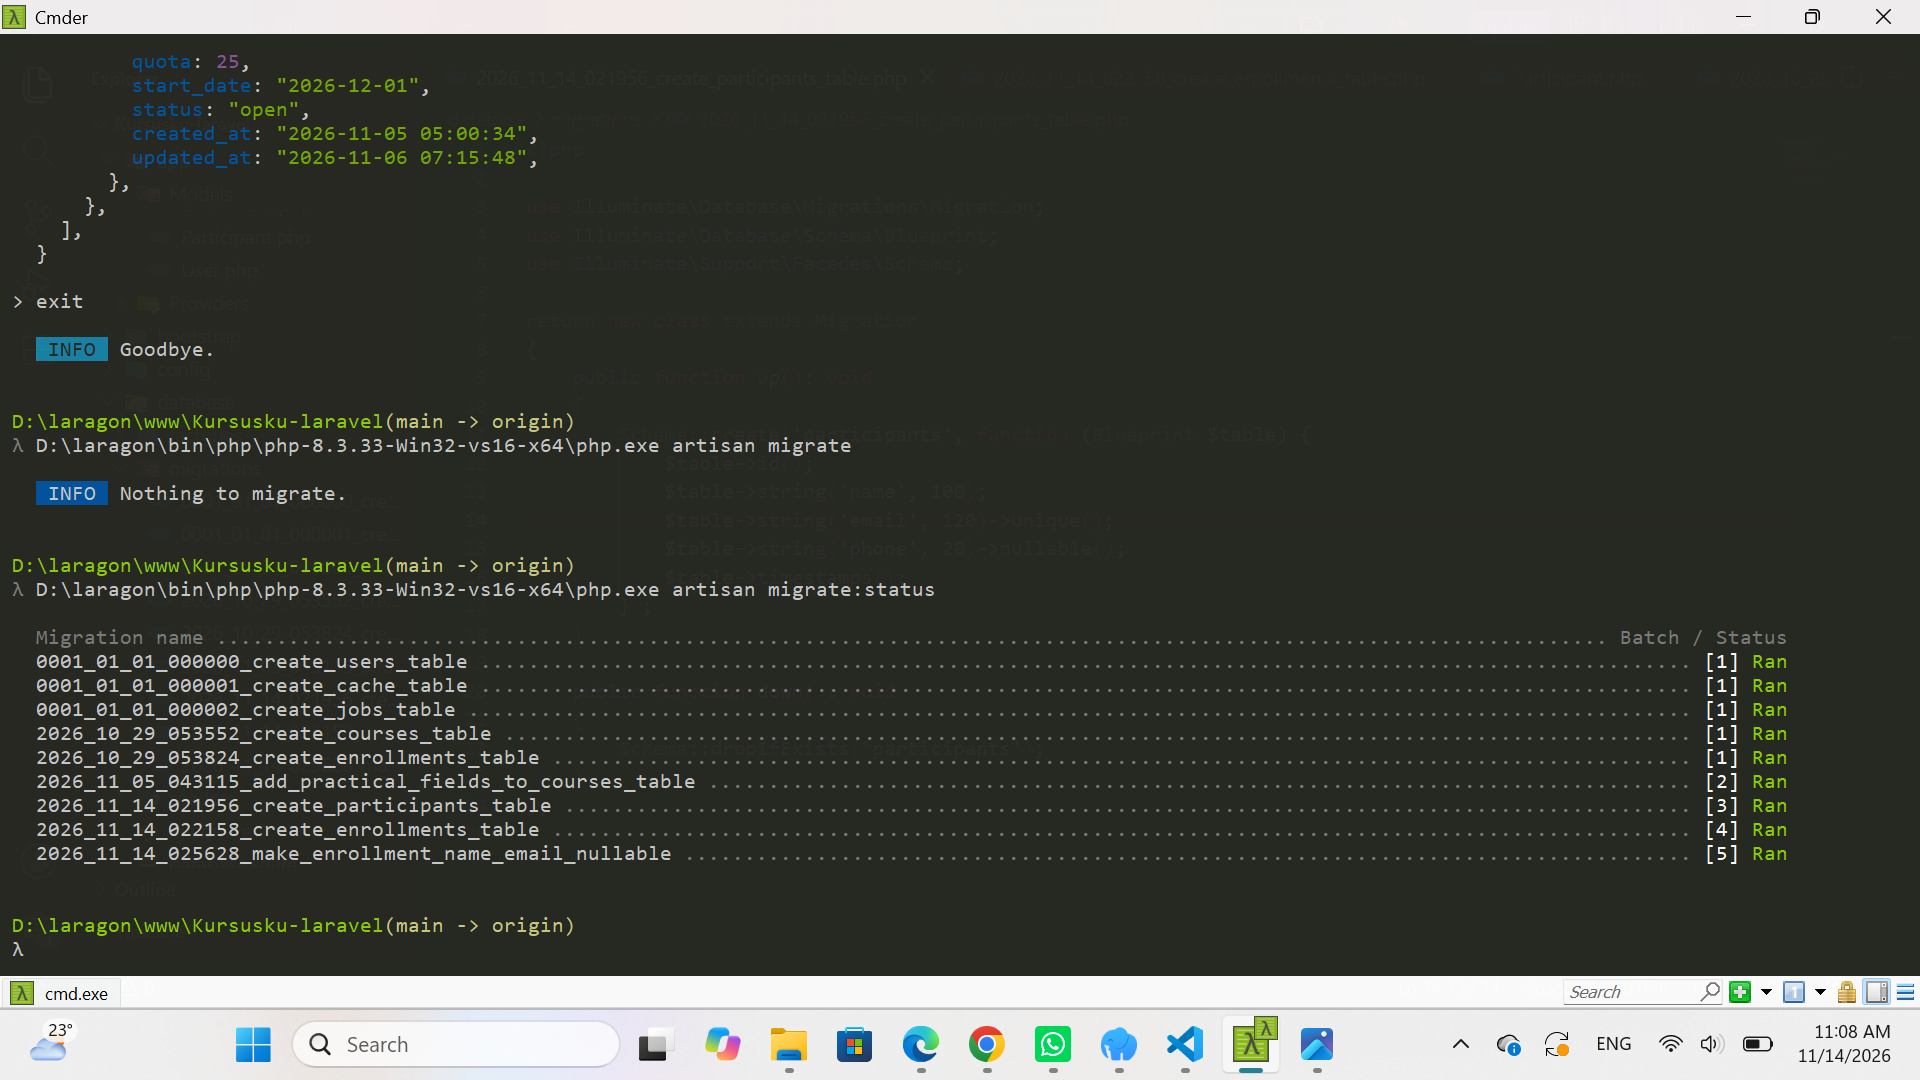 Cmder
quota: 25,
start_date: "2026-12-01",
status: "open",
created_at: "2026-11-05 05:00:34",
updated_at: "2026-11-06 07:15:48",
},
},
],
}
> exit
INFO Goodbye.
D:\laragon\www\Kursusku-laravel(main -> origin)
λ D:\laragon\bin\php\php-8.3.33-Win32-vs16-x64\php.exe artisan migrate
INFO Nothing to migrate.
D:\laragon\www\Kursusku-laravel(main -> origin)
λ D:\laragon\bin\php\php-8.3.33-Win32-vs16-x64\php.exe artisan migrate:status
Migration name Batch / Status
0001_01_01_000000_create_users_table [1] Ran
0001_01_01_000001_create_cache_table [1] Ran
0001_01_01_000002_create_jobs_table [1] Ran
2026_10_29_053552_create_courses_table [1] Ran
2026_10_29_053824_create_enrollments_table [1] Ran
2026_11_05_043115_add_practical_fields_to_courses_table [2] Ran
2026_11_14_021956_create_participants_table [3] Ran
2026_11_14_022158_create_enrollments_table [4] Ran
2026_11_14_025628_make_enrollment_name_email_nullable [5] Ran
D:\laragon\www\Kursusku-laravel(main -> origin)
λ
cmd.exe
Search
23°
Search
ENG
11:08 AM
11/14/2026